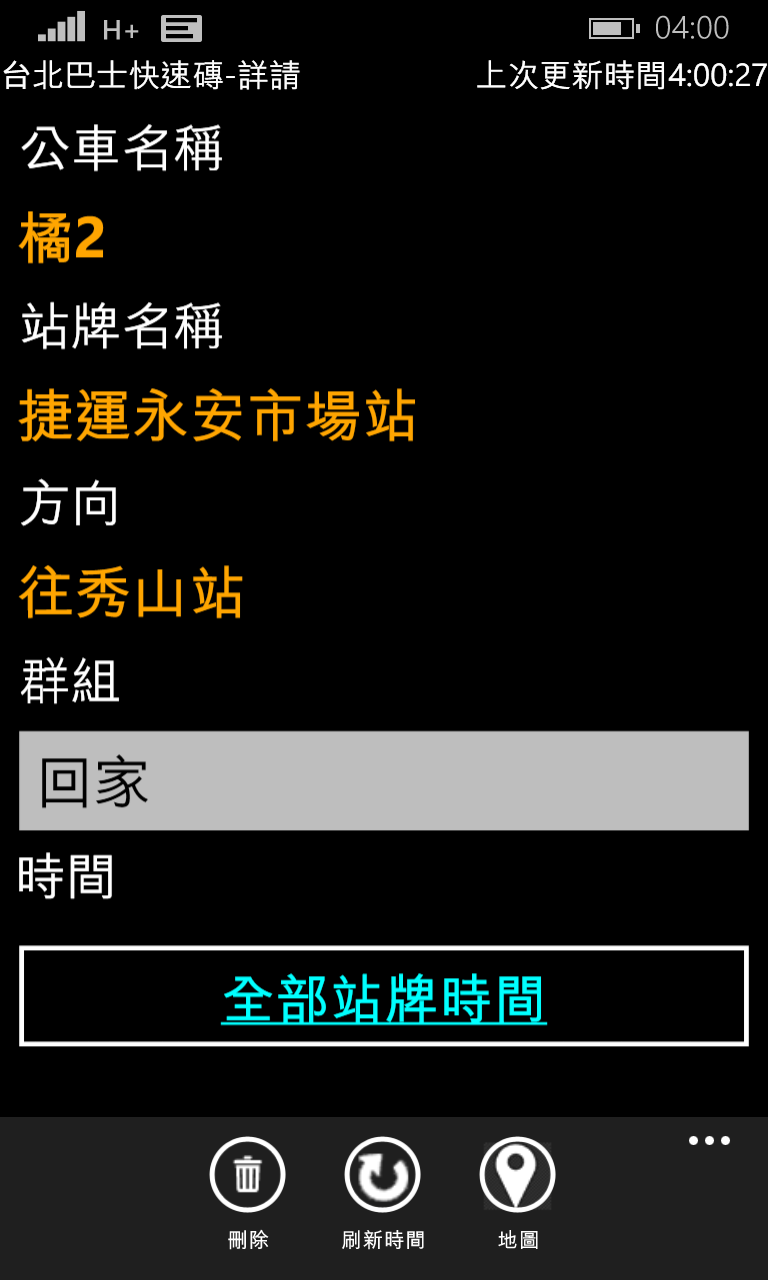 H+ 04:00
台北巴士快速磚-詳請 上次更新時間4:00:27
公車名稱
橘2
站牌名稱
捷運永安市場站
方向
往秀山站
群組
回家
時間
全部站牌時間
刪除 刷新時間 地圖